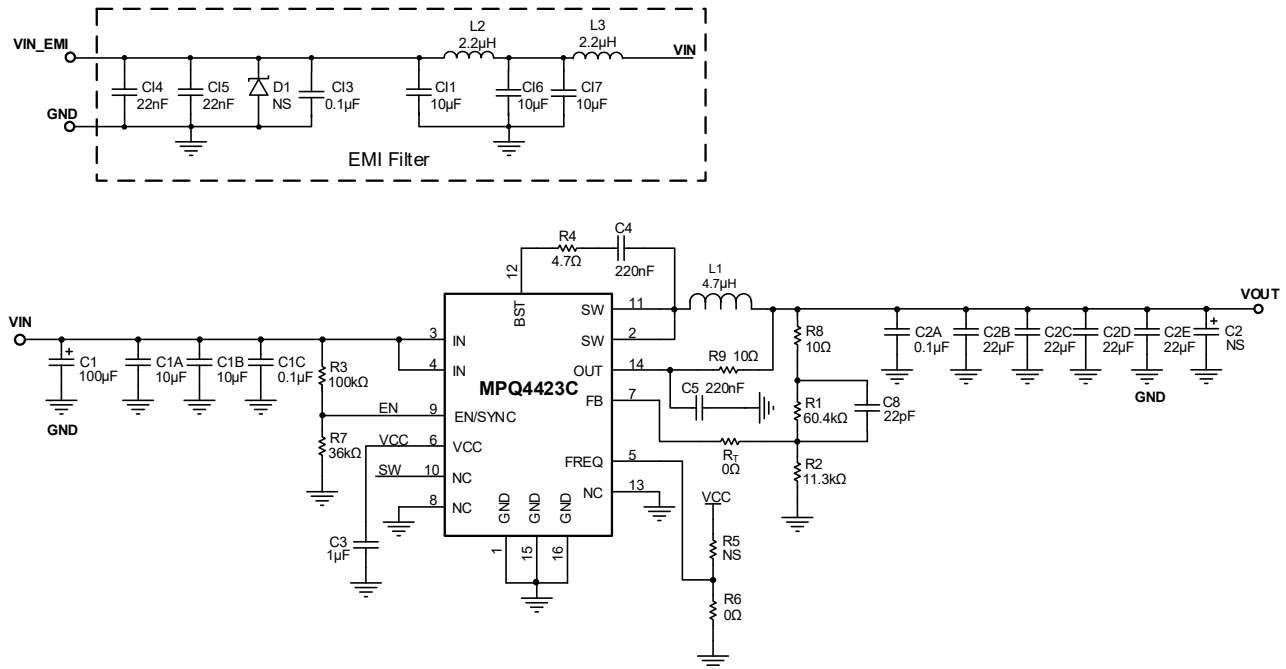 VIN_EMI
GND
CI4
22nF
CI5
22nF
D1
NS
CI3
0.1µF
CI1
10µF
L2
2.2µH
CI6
10µF
CI7
10µF
L3
2.2µH
VIN
EMI Filter
VIN
C1
100µF
GND
C1A
10µF
C1B
10µF
C1C
0.1µF
R3
100kΩ
R7
36kΩ
EN
VCC
SW
C3
1µF
3
4
9
6
10
8
IN
IN
EN/SYNC
VCC
NC
NC
MPQ4423C
BST
12
R4
4.7Ω
C4
220nF
SW
SW
OUT
FB
FREQ
NC
11
2
14
7
5
13
GND
GND
GND
1
15
16
L1
4.7µH
R9 10Ω
C5 220nF
RT
0Ω
R8
10Ω
R1
60.4kΩ
C8
22pF
R2
11.3kΩ
VCC
R5
NS
R6
0Ω
C2A
0.1µF
C2B
22µF
C2C
22µF
C2D
22µF
C2E
22µF
GND
C2
NS
VOUT